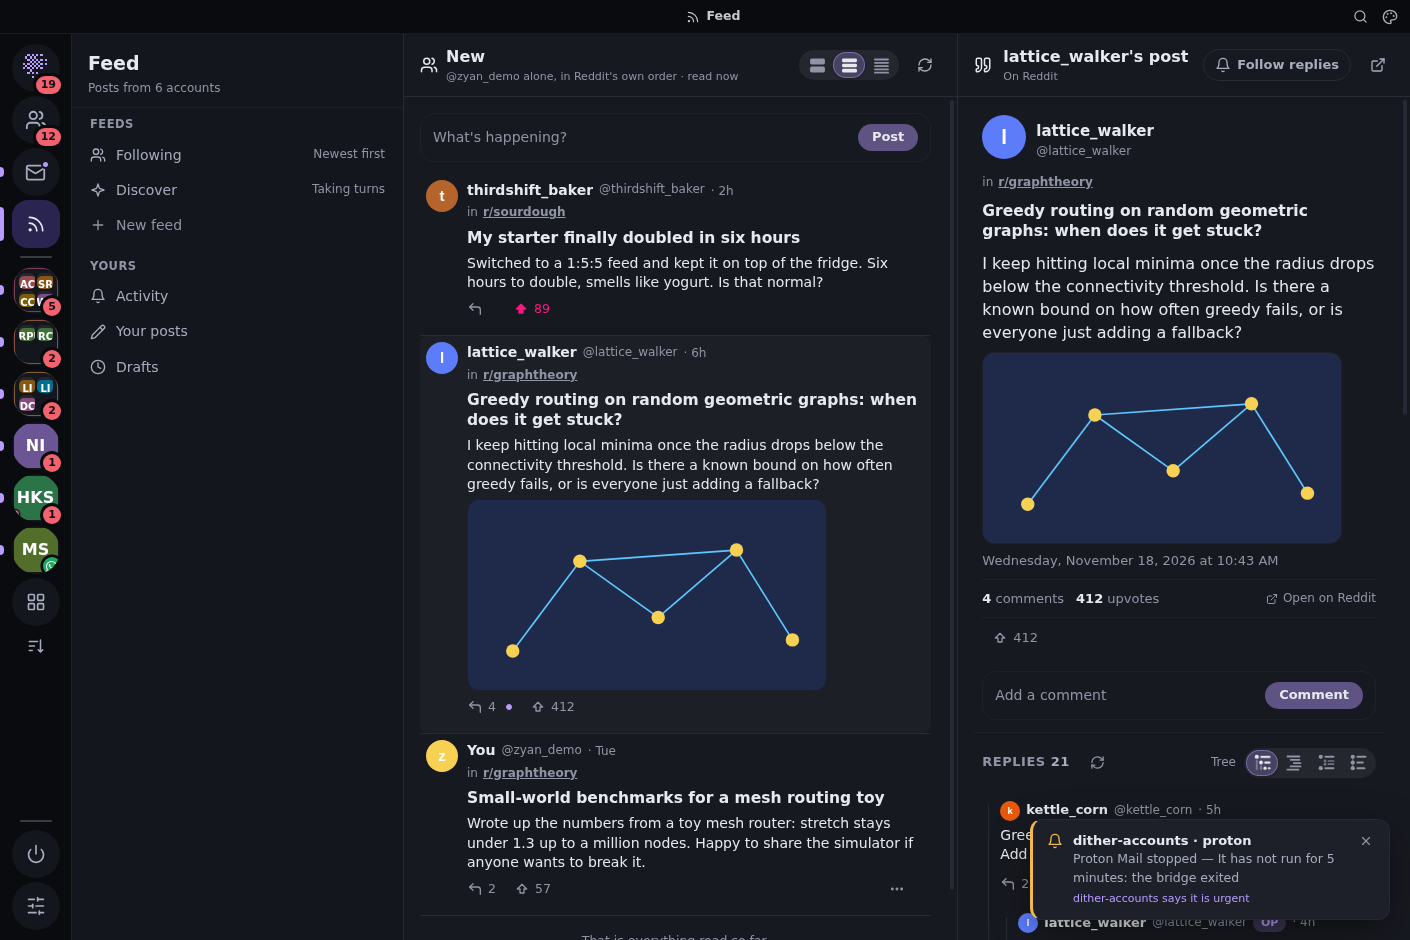 Feed
19
12
5
2
2
1
1
AC
SR
CC
RP
RC
LI
LI
DC
NI
HKS
MS
Feed
Posts from 6 accounts
FEEDS
Following
Newest first
Discover
Taking turns
New feed
YOURS
Activity
Your posts
Drafts
New
@zyan_demo alone, in Reddit's own order · read now
What's happening?
Post
t
thirdshift_baker @thirdshift_baker · 2h
in r/sourdough
My starter finally doubled in six hours
Switched to a 1:5:5 feed and kept it on top of the fridge. Six
hours to double, smells like yogurt. Is that normal?
89
l
lattice_walker @lattice_walker · 6h
in r/graphtheory
Greedy routing on random geometric graphs: when
does it get stuck?
I keep hitting local minima once the radius drops below the
connectivity threshold. Is there a known bound on how often
greedy fails, or is everyone just adding a fallback?
4
412
z
You @zyan_demo · Tue
in r/graphtheory
Small-world benchmarks for a mesh routing toy
Wrote up the numbers from a toy mesh router: stretch stays
under 1.3 up to a million nodes. Happy to share the simulator if
anyone wants to break it.
2
57
That is everything read so far
lattice_walker's post
On Reddit
Follow replies
l
lattice_walker
@lattice_walker
in r/graphtheory
Greedy routing on random geometric
graphs: when does it get stuck?
I keep hitting local minima once the radius drops
below the connectivity threshold. Is there a
known bound on how often greedy fails, or is
everyone just adding a fallback?
Wednesday, November 18, 2026 at 10:43 AM
4 comments 412 upvotes
Open on Reddit
412
Add a comment
Comment
REPLIES 21
Tree
k
kettle_corn @kettle_corn · 5h
Gree
Add
2
dither-accounts · proton
Proton Mail stopped — It has not run for 5
minutes: the bridge exited
dither-accounts says it is urgent
l
lattice_walker @lattice_walker OP · 4h